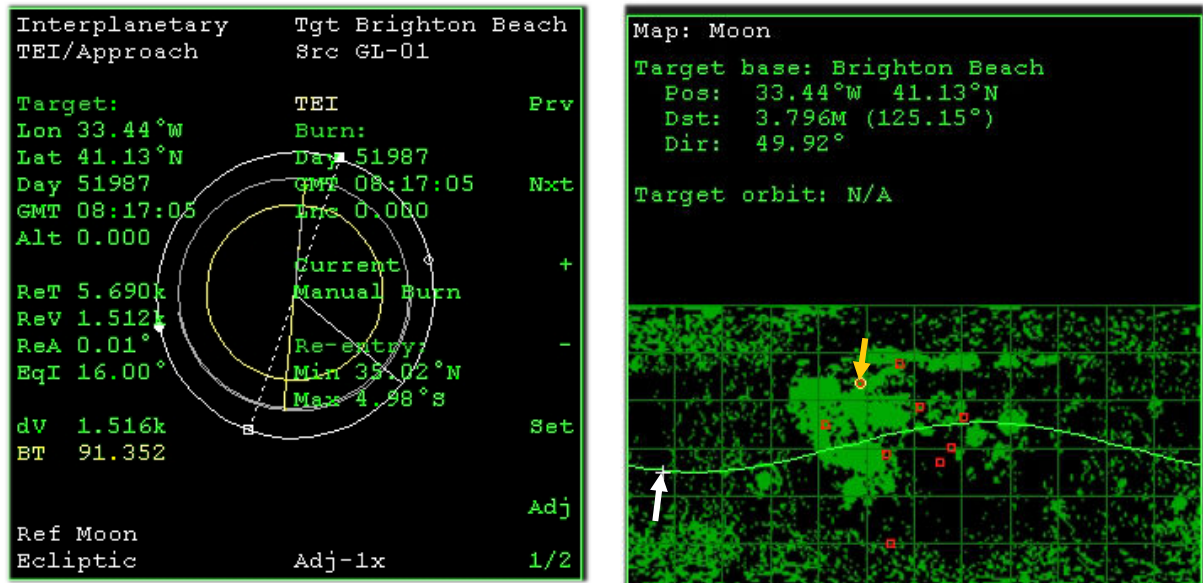 Interplanetary Tgt Brighton Beach
TEI/Approach Src GL-01
Target: TEI Prv
Lon 33.44°W Burn:
Lat 41.13°N Day 51987
Day 51987 GMT 08:17:05 Nxt
GMT 08:17:05 Inc 0.000
Alt 0.000
Current +
ReT 5.690k Manual Burn
ReV 1.512k
ReA 0.01° Re-entry: -
EqI 16.00° Min 35.02°N
Max 4.98°S
dV 1.516k Set
BT 91.352
Adj
Ref Moon
Ecliptic Adj-1x 1/2
Map: Moon
Target base: Brighton Beach
Pos: 33.44°W 41.13°N
Dst: 3.796M (125.15°)
Dir: 49.92°
Target orbit: N/A